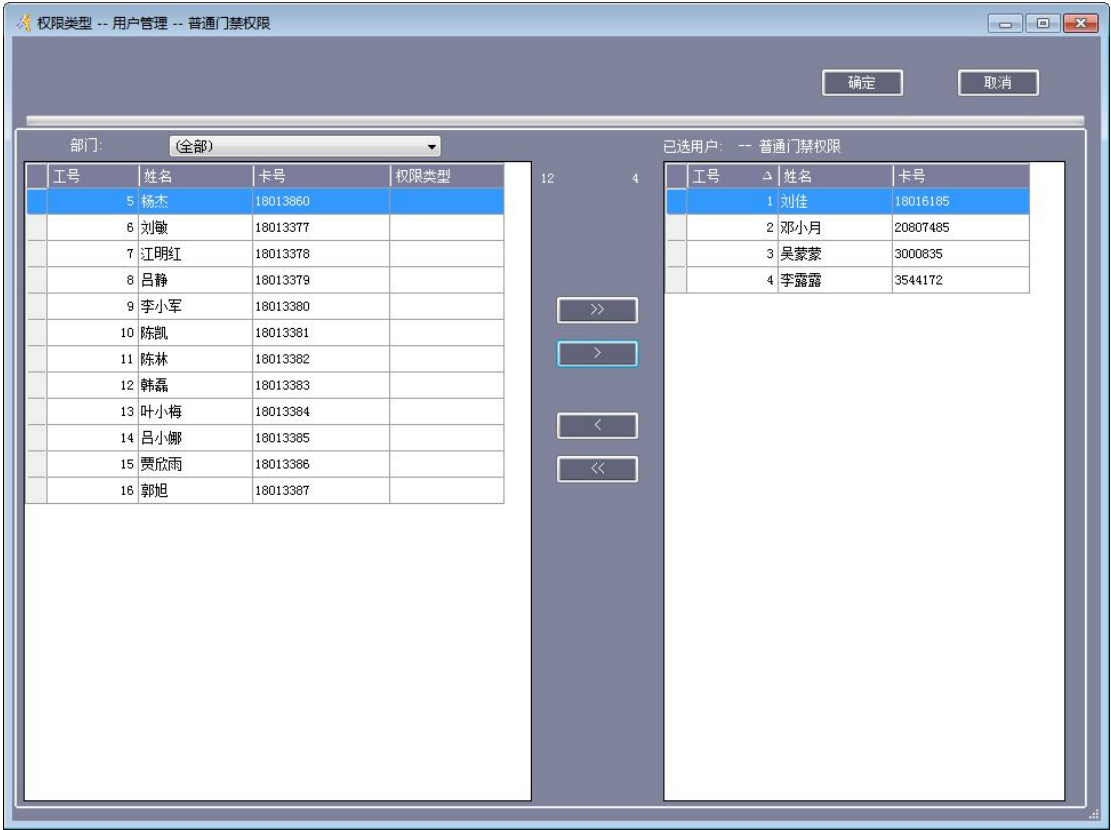 权限类型 -- 用户管理 -- 普通门禁权限
确定 取消
部门: (全部) 已选用户: -- 普通门禁权限
工号 姓名 卡号 权限类型
5 杨杰 18013860
6 刘敏 18013377
7 江明红 18013378
8 吕静 18013379
9 李小军 18013380
10 陈凯 18013381
11 陈林 18013382
12 韩磊 18013383
13 叶小梅 18013384
14 吕小娜 18013385
15 贾欣雨 18013386
16 郭旭 18013387
12 4
>>
>
<
<<
工号 姓名 卡号
1 刘佳 18016185
2 邓小月 20807485
3 吴蒙蒙 3000835
4 李露露 3544172